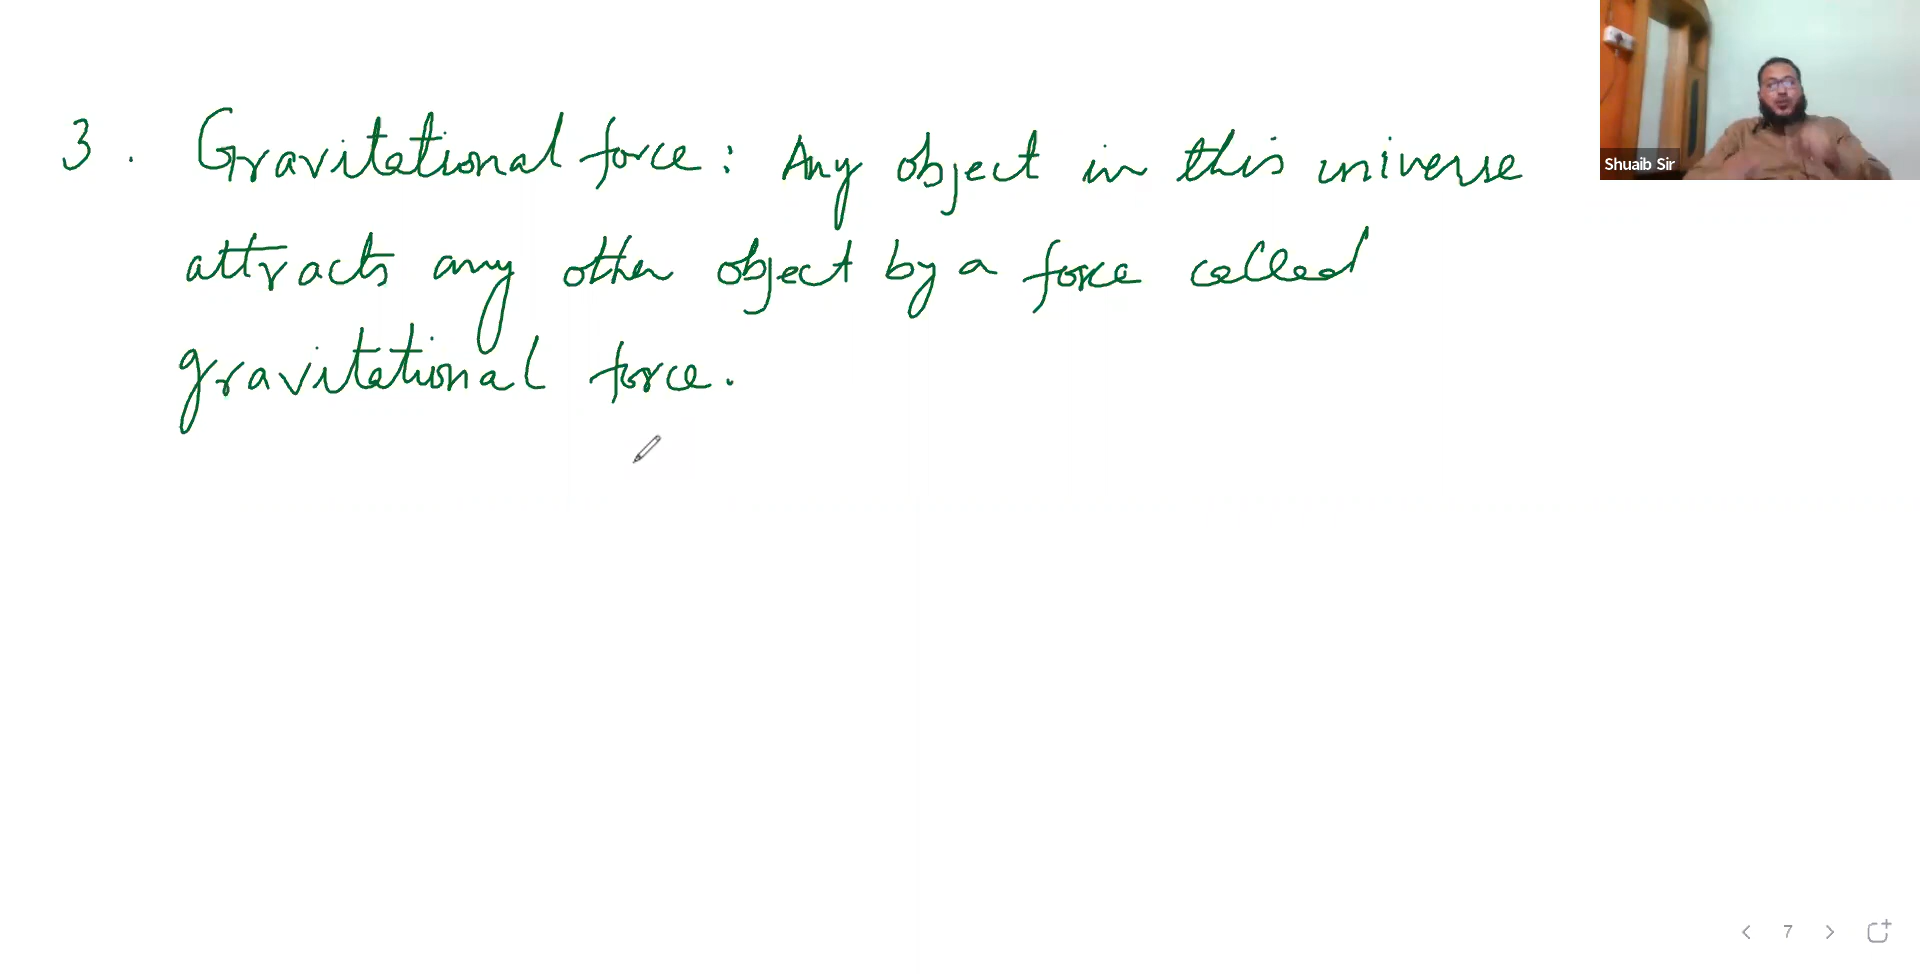 3. Gravitational force: Any object in this universe
attracts any other object by a force called
gravitational force.
Shuaib Sir
7